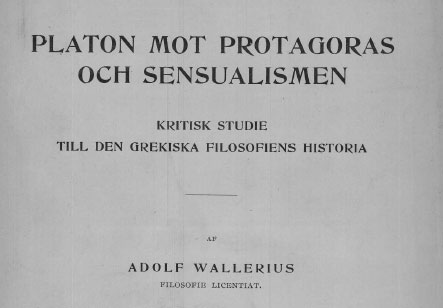 PLATON MOT PROTAGORAS
OCH SENSUALISMEN
KRITISK STUDIE
TILL DEN GREKISKA FILOSOFIENS HISTORIA
AF
ADOLF WALLERIUS
FILOSOFIE LICENTIAT.